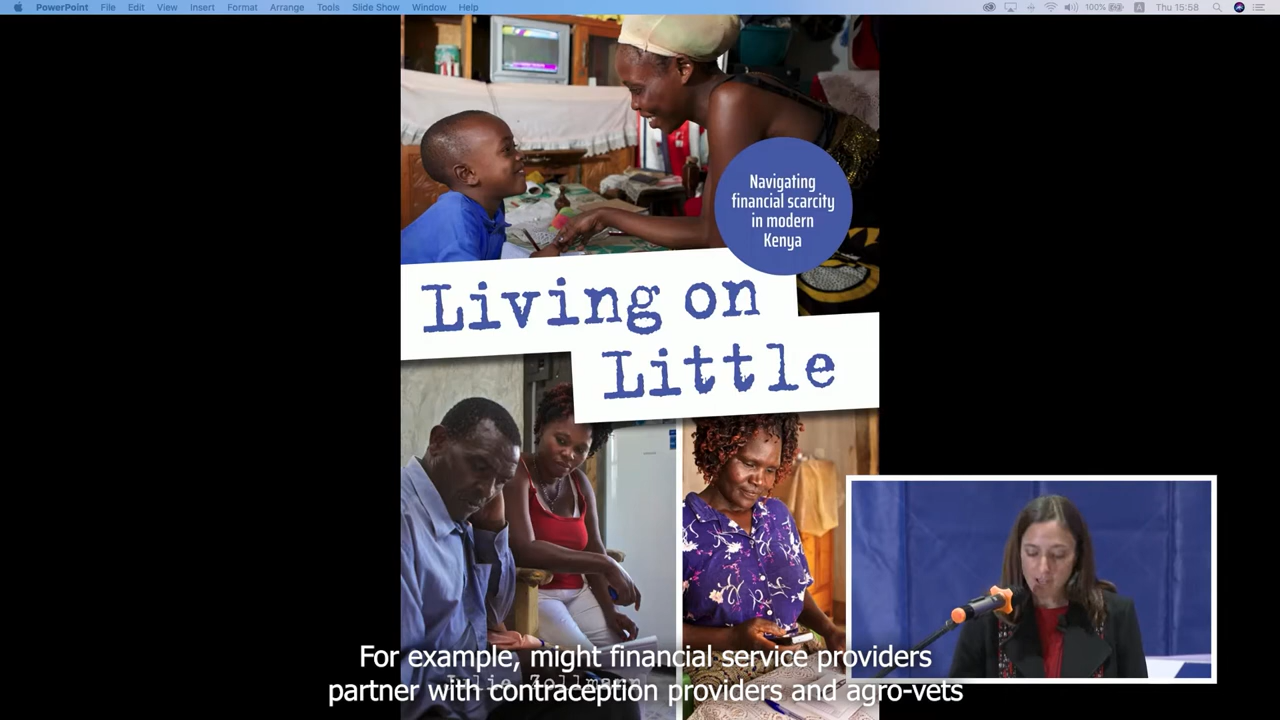 PowerPoint File Edit View Insert Format Arrange Tools Slide Show Window Help 100% Thu 15:58
Navigating
financial scarcity
in modern
Kenya
Living on
Little
Julie Zollmann
For example, might financial service providers
partner with contraception providers and agro-vets